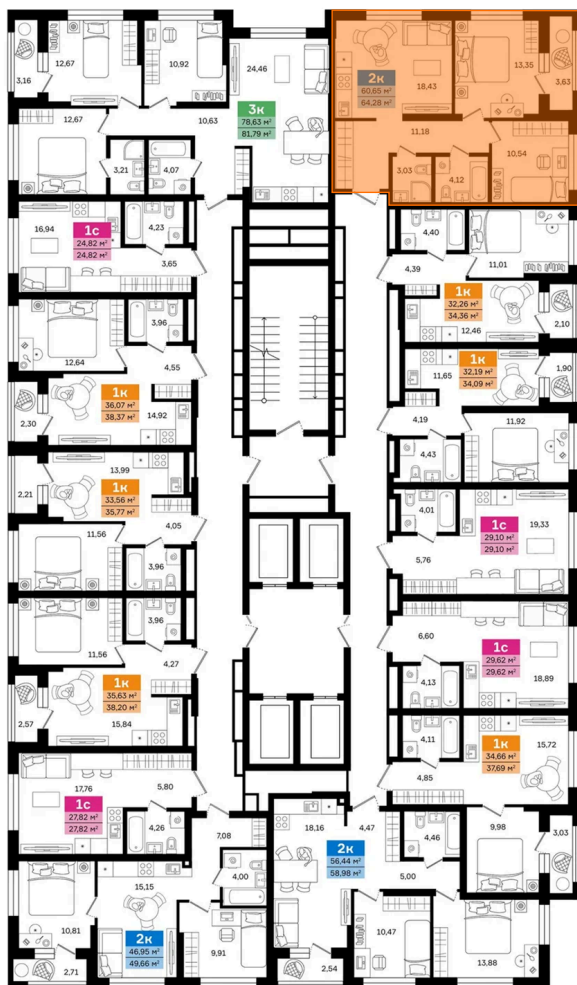 3,16
12,67
10,92
24,46
12,67
10,63
3к
78,63 м²
81,79 м²
3,21
4,07
2к
60,65 м²
64,28 м²
18,43
13,35
3,63
11,18
3,03
4,12
10,54
16,94
1с
24,82 м²
24,82 м²
4,23
3,65
4,40
11,01
4,39
1к
32,26 м²
34,36 м²
12,46
2,10
12,64
3,96
4,55
1к
36,07 м²
38,37 м²
14,92
2,30
11,65
1к
32,19 м²
34,09 м²
1,90
4,19
11,92
4,43
2,21
13,99
1к
33,56 м²
35,77 м²
4,05
11,56
3,96
4,01
1с
29,10 м²
29,10 м²
19,33
5,76
11,56
3,96
4,27
1к
35,63 м²
38,20 м²
2,57
15,84
6,60
1с
29,62 м²
29,62 м²
4,13
18,89
4,11
1к
34,66 м²
37,69 м²
15,72
4,85
17,76
5,80
1с
27,82 м²
27,82 м²
4,26
7,08
18,16
4,47
2к
56,44 м²
58,98 м²
4,46
9,98
3,03
5,00
4,00
15,15
10,81
2к
46,95 м²
49,66 м²
2,71
9,91
2,54
10,47
13,88